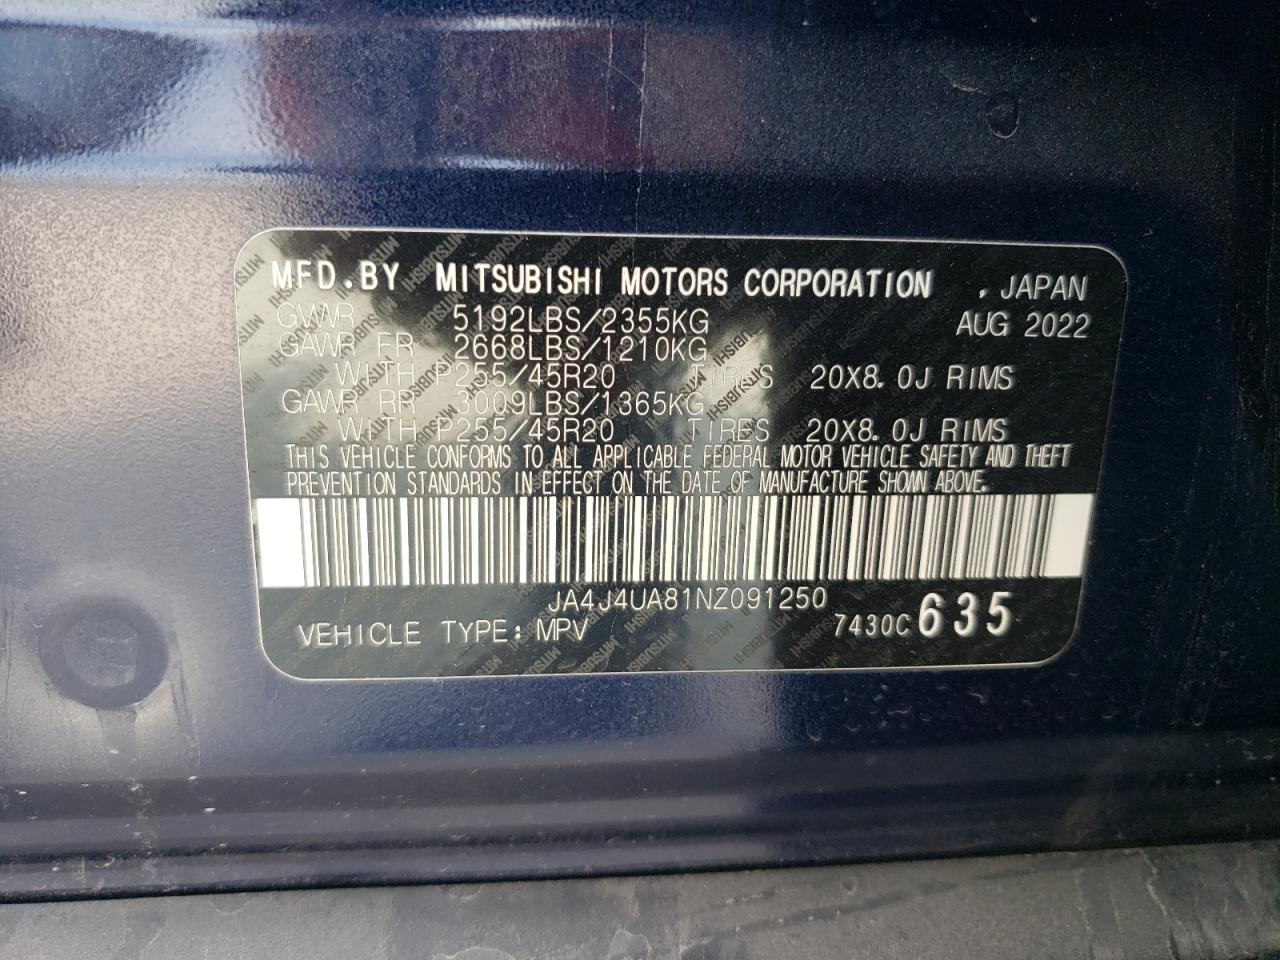 MFD.BY MITSUBISHI MOTORS CORPORATION , JAPAN
GWVR 5192LBS/2355KG AUG 2022
GAWR FR 2668LBS/1210KG
WITH P255/45R20 TIRES 20X8.0J RIMS
GAWR RR 3009LBS/1365KG
WITH P255/45R20 TIRES 20X8.0J RIMS
THIS VEHICLE CONFORMS TO ALL APPLICABLE FEDERAL MOTOR VEHICLE SAFETY AND THEFT
PREVENTION STANDARDS IN EFFECT ON THE DATE OF MANUFACTURE SHOWN ABOVE.
JA4J4UA81NZ091250
VEHICLE TYPE: MPV 7430C 635